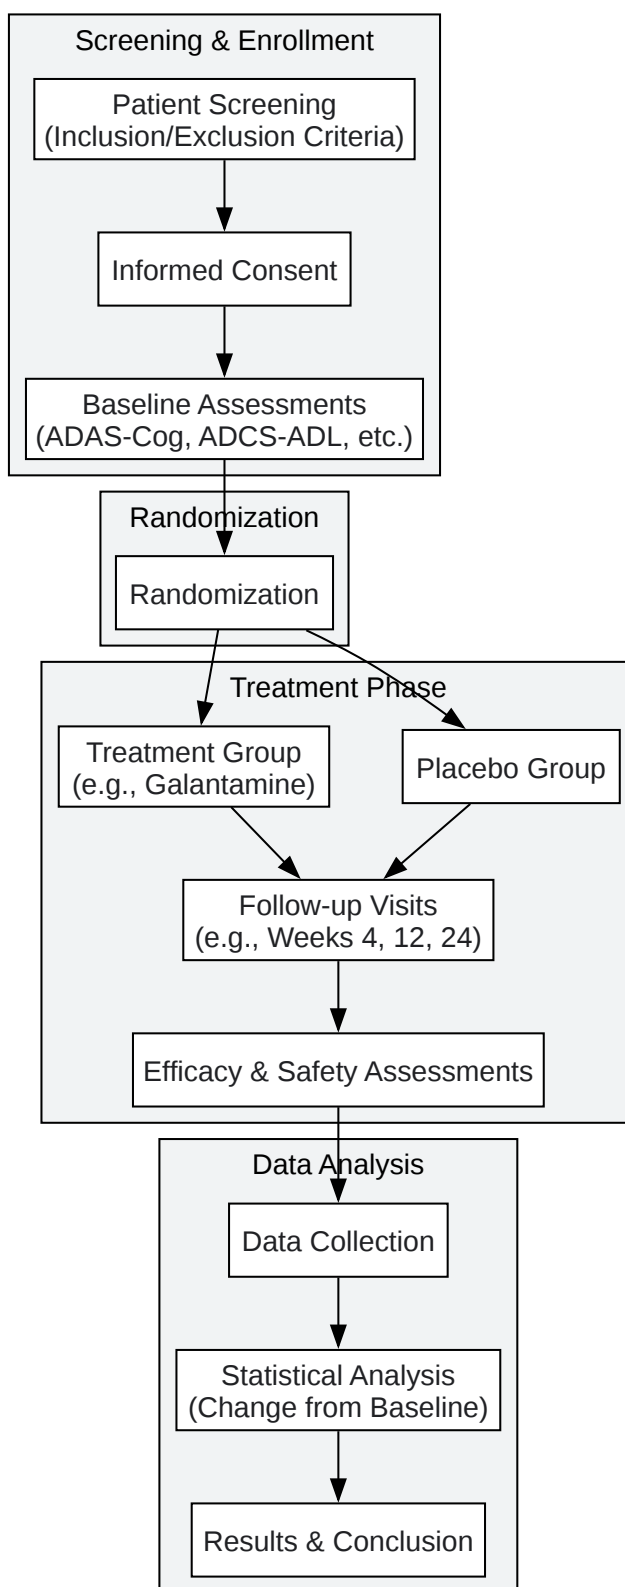 Screening & Enrollment
Patient Screening
(Inclusion/Exclusion Criteria)
Informed Consent
Baseline Assessments
(ADAS-Cog, ADCS-ADL, etc.)
Randomization
Randomization
Treatment Phase
Treatment Group
(e.g., Galantamine)
Placebo Group
Follow-up Visits
(e.g., Weeks 4, 12, 24)
Efficacy & Safety Assessments
Data Analysis
Data Collection
Statistical Analysis
(Change from Baseline)
Results & Conclusion